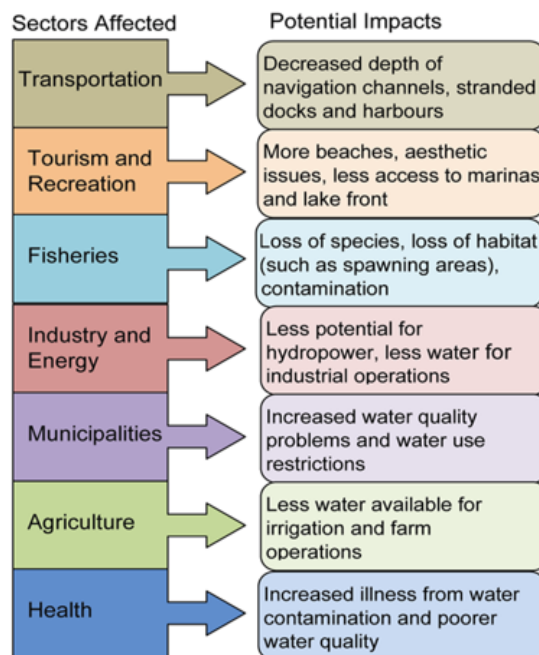 Sectors Affected
Potential Impacts
Transportation
Decreased depth of
navigation channels, stranded
docks and harbours
Tourism and
Recreation
More beaches, aesthetic
issues, less access to marinas
and lake front
Fisheries
Loss of species, loss of habitat
(such as spawning areas),
contamination
Industry and
Energy
Less potential for
hydropower, less water for
industrial operations
Municipalities
Increased water quality
problems and water use
restrictions
Agriculture
Less water available for
irrigation and farm
operations
Health
Increased illness from water
contamination and poorer
water quality